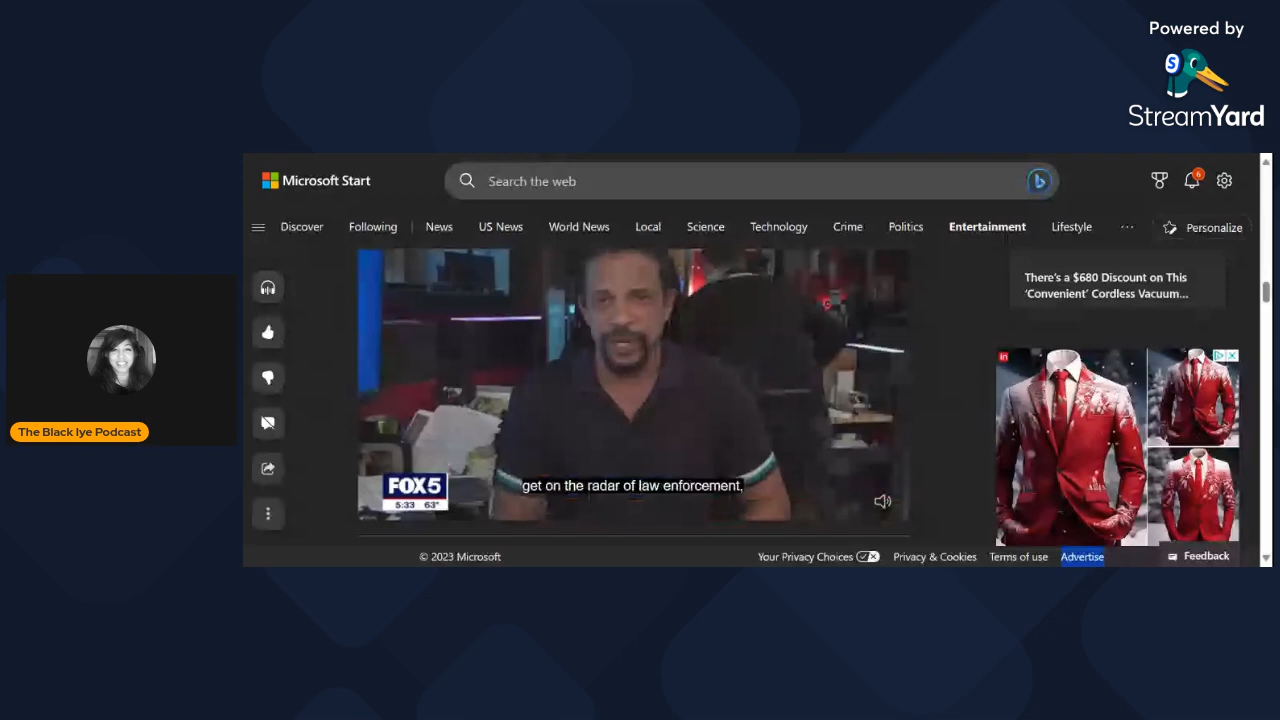 Powered by
S
StreamYard
Microsoft Start
Search the web
6
Discover
Following
News
US News
World News
Local
Science
Technology
Crime
Politics
Entertainment
Lifestyle
Personalize
There's a $680 Discount on This
'Convenient' Cordless Vacuum...
The Black Iye Podcast
get on the radar of law enforcement,
FOX 5
5:33 63°
© 2023 Microsoft
Your Privacy Choices
Privacy & Cookies
Terms of use
Advertise
Feedback